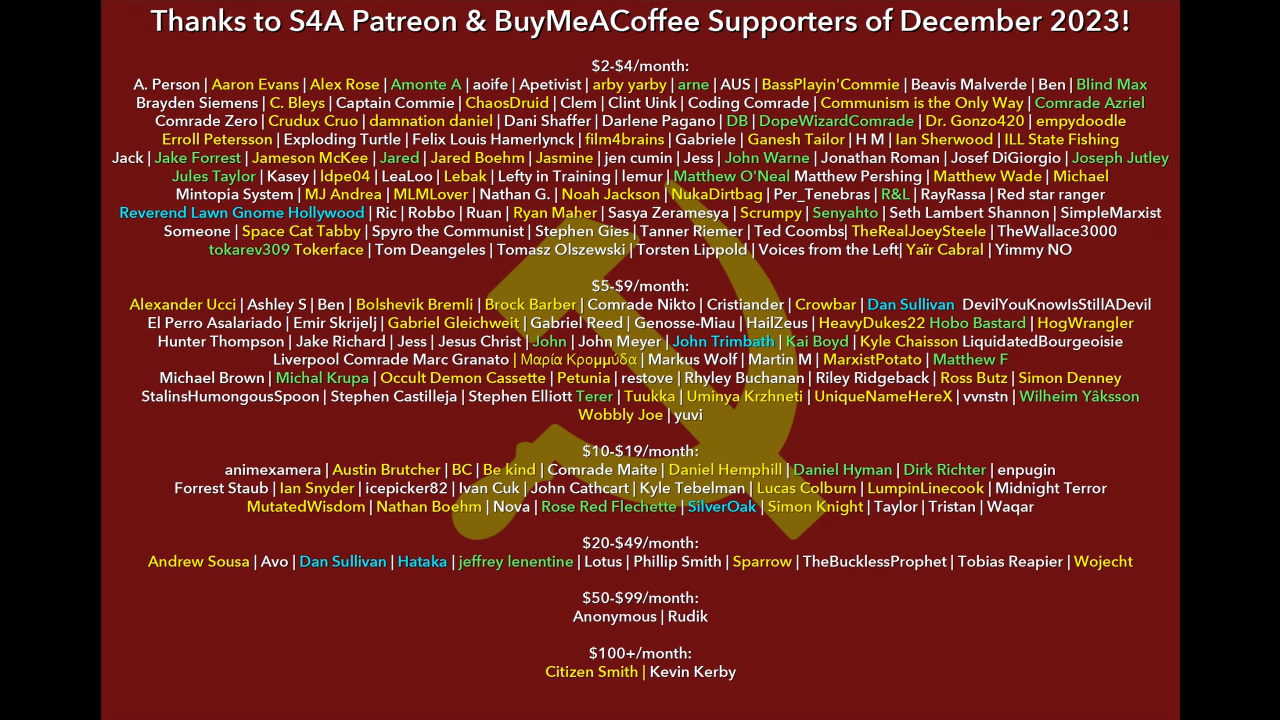 Thanks to S4A Patreon & BuyMeACoffee Supporters of December 2023!
$2-$4/month:
A. Person | Aaron Evans | Alex Rose | Amonte A | aoife | Apetivist | arby yarby | arne | AUS | BassPlayin'Commie | Beavis Malverde | Ben | Blind Max
Brayden Siemens | C. Bleys | Captain Commie | ChaosDruid | Clem | Clint Uink | Coding Comrade | Communism is the Only Way | Comrade Azriel
Comrade Zero | Crudux Cruo | damnation daniel | Dani Shaffer | Darlene Pagano | DB | DopeWizardComrade | Dr. Gonzo420 | empydoodle
Erroll Petersson | Exploding Turtle | Felix Louis Hamerlynck | film4brains | Gabriele | Ganesh Tailor | H M | Ian Sherwood | ILL State Fishing
Jack | Jake Forrest | Jameson McKee | Jared | Jared Boehm | Jasmine | jen cumin | Jess | John Warne | Jonathan Roman | Josef DiGiorgio | Joseph Jutley
Jules Taylor | Kasey | ldpe04 | LeaLoo | Lebak | Lefty in Training | lemur | Matthew O'Neal Matthew Pershing | Matthew Wade | Michael
Mintopia System | MJ Andrea | MLMLover | Nathan G. | Noah Jackson | NukaDirtbag | Per_Tenebras | R&L | RayRassa | Red star ranger
Reverend Lawn Gnome Hollywood | Ric | Robbo | Ruan | Ryan Maher | Sasya Zeramesya | Scrumpy | Senyahto | Seth Lambert Shannon | SimpleMarxist
Someone | Space Cat Tabby | Spyro the Communist | Stephen Gies | Tanner Riemer | Ted Coombs| TheRealJoeySteele | TheWallace3000
tokarev309 Tokerface | Tom Deangeles | Tomasz Olszewski | Torsten Lippold | Voices from the Left| Yaïr Cabral | Yimmy NO
$5-$9/month:
Alexander Ucci | Ashley S | Ben | Bolshevik Bremli | Brock Barber | Comrade Nikto | Cristiander | Crowbar | Dan Sullivan DevilYouKnowIsStillADevil
El Perro Asalariado | Emir Skrijelj | Gabriel Gleichweit | Gabriel Reed | Genosse-Miau | HailZeus | HeavyDukes22 Hobo Bastard | HogWrangler
Hunter Thompson | Jake Richard | Jess | Jesus Christ | John | John Meyer | John Trimbath | Kai Boyd | Kyle Chaisson LiquidatedBourgeoisie
Liverpool Comrade Marc Granato | Μαρία Κρομμύδα | Markus Wolf | Martin M | MarxistPotato | Matthew F
Michael Brown | Michal Krupa | Occult Demon Cassette | Petunia | restove | Rhyley Buchanan | Riley Ridgeback | Ross Butz | Simon Denney
StalinsHumongousSpoon | Stephen Castilleja | Stephen Elliott Terer | Tuukka | Uminya Krzhneti | UniqueNameHereX | vvnstn | Wilheim Yâksson
Wobbly Joe | yuvi
$10-$19/month:
animexamera | Austin Brutcher | BC | Be kind | Comrade Maite | Daniel Hemphill | Daniel Hyman | Dirk Richter | enpugin
Forrest Staub | Ian Snyder | icepicker82 | Ivan Cuk | John Cathcart | Kyle Tebelman | Lucas Colburn | LumpinLinecook | Midnight Terror
MutatedWisdom | Nathan Boehm | Nova | Rose Red Flechette | SilverOak | Simon Knight | Taylor | Tristan | Waqar
$20-$49/month:
Andrew Sousa | Avo | Dan Sullivan | Hataka | jeffrey lenentine | Lotus | Phillip Smith | Sparrow | TheBucklessProphet | Tobias Reapier | Wojecht
$50-$99/month:
Anonymous | Rudik
$100+/month:
Citizen Smith | Kevin Kerby